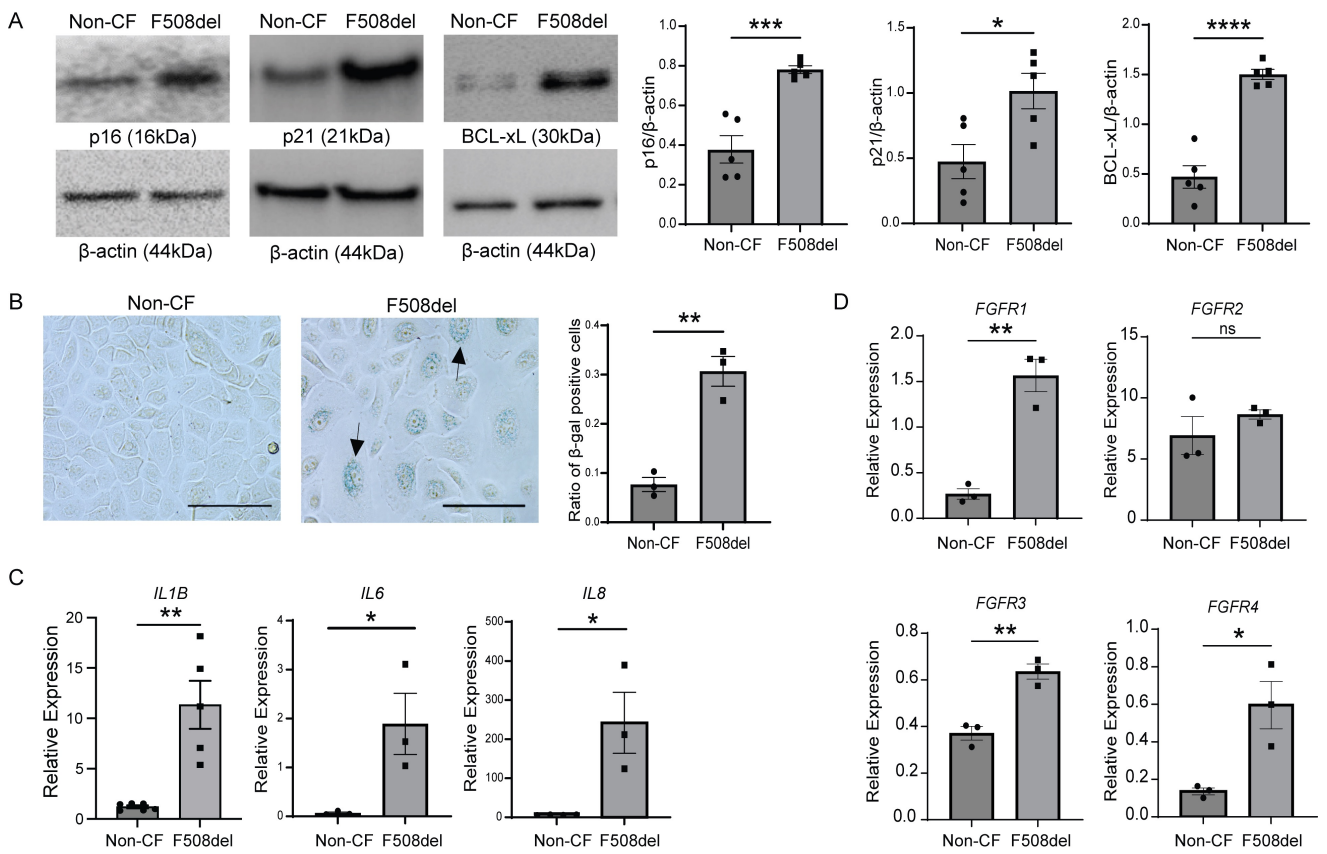 A
Non-CF F508del
Non-CF F508del
Non-CF F508del
p16 (16kDa)
p21 (21kDa)
BCL-xL (30kDa)
β-actin (44kDa)
β-actin (44kDa)
β-actin (44kDa)
p16/β-actin
***
1.0
0.8
0.6
0.4
0.2
0.0
Non-CF F508del
p21/β-actin
*
1.5
1.0
0.5
0.0
Non-CF F508del
BCL-xL/β-actin
****
2.0
1.5
1.0
0.5
0.0
Non-CF F508del
B
Non-CF
F508del
Ratio of β-gal positive cells
**
0.4
0.3
0.2
0.1
0.0
Non-CF F508del
C
IL1B
**
Relative Expression
20
15
10
5
0
Non-CF F508del
IL6
*
Relative Expression
4
3
2
1
0
Non-CF F508del
IL8
*
Relative Expression
500
400
300
200
100
0
Non-CF F508del
D
FGFR1
**
Relative Expression
2.0
1.5
1.0
0.5
0.0
Non-CF F508del
FGFR2
ns
Relative Expression
15
10
5
0
Non-CF F508del
FGFR3
**
Relative Expression
0.8
0.6
0.4
0.2
0.0
Non-CF F508del
FGFR4
*
Relative Expression
1.0
0.8
0.6
0.4
0.2
0.0
Non-CF F508del